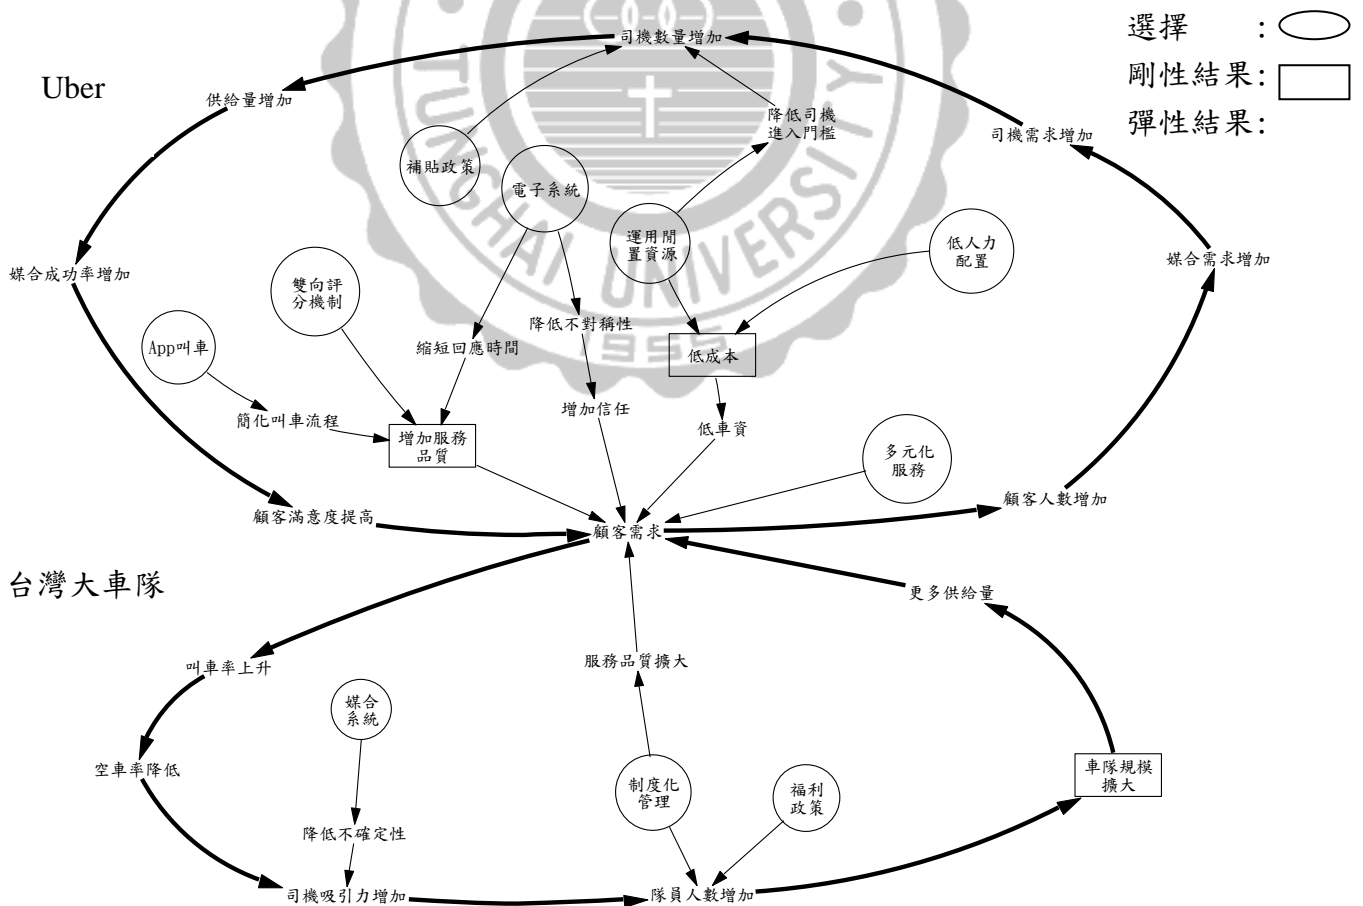 選擇 :
剛性結果:
彈性結果:
Uber
司機數量增加
供給量增加
降低司機
進入門檻
司機需求增加
補貼政策
電子系統
運用閒
置資源
低人力
配置
媒合成功率增加
媒合需求增加
雙向評
分機制
降低不對稱性
App叫車
縮短回應時間
低成本
簡化叫車流程
增加信任
低車資
增加服務
品質
多元化
服務
顧客滿意度提高
顧客需求
顧客人數增加
TUNGHAI UNIVERSITY
1955
台灣大車隊
更多供給量
叫車率上升
服務品質擴大
媒合
系統
空車率降低
制度化
管理
福利
政策
車隊規模
擴大
降低不確定性
司機吸引力增加
隊員人數增加